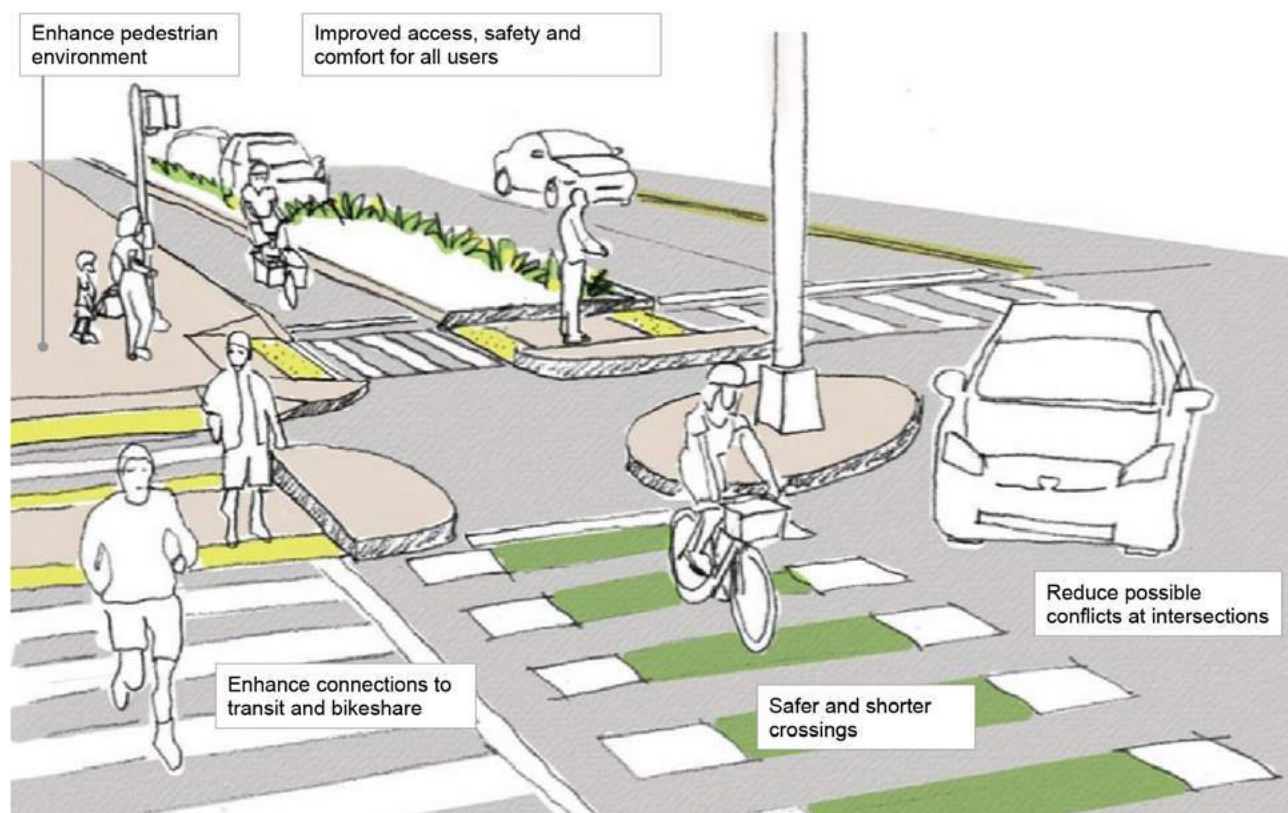 Enhance pedestrian
environment
Improved access, safety and
comfort for all users
Reduce possible
conflicts at intersections
Enhance connections to
transit and bikeshare
Safer and shorter
crossings